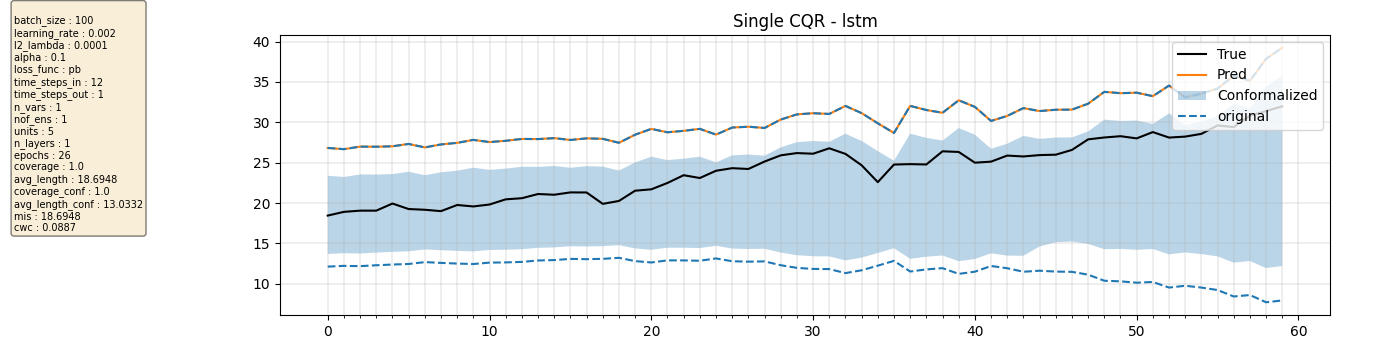 batch_size : 100
learning_rate : 0.002
l2_lambda : 0.0001
alpha : 0.1
loss_func : pb
time_steps_in : 12
time_steps_out : 1
n_vars : 1
nof_ens : 1
units : 5
n_layers : 1
epochs : 26
coverage : 1.0
avg_length : 18.6948
coverage_conf : 1.0
avg_length_conf : 13.0332
mis : 18.6948
cwc : 0.0887
Single CQR - lstm
40
35
30
25
20
15
10
True
Pred
Conformalized
original
0 10 20 30 40 50 60